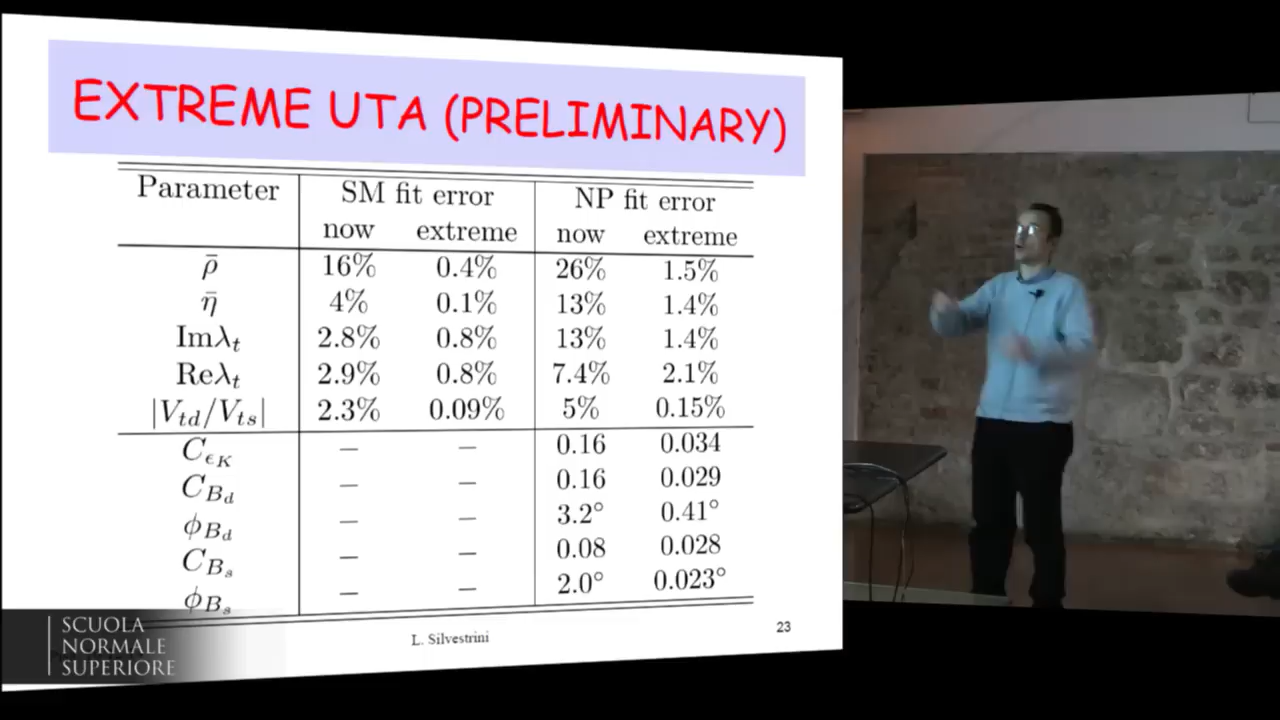 EXTREME UTA (PRELIMINARY)
Parameter SM fit error NP fit error
now extreme now extreme
ρ̄ 16% 0.4% 26% 1.5%
η̄ 4% 0.1% 13% 1.4%
Imλt 2.8% 0.8% 13% 1.4%
Reλt 2.9% 0.8% 7.4% 2.1%
|Vtd/Vts| 2.3% 0.09% 5% 0.15%
CϵK – – 0.16 0.034
CBd – – 0.16 0.029
ϕBd – – 3.2° 0.41°
CBs – – 0.08 0.028
ϕBs – – 2.0° 0.023°
L. Silvestrini
23
SCUOLA
NORMALE
SUPERIORE